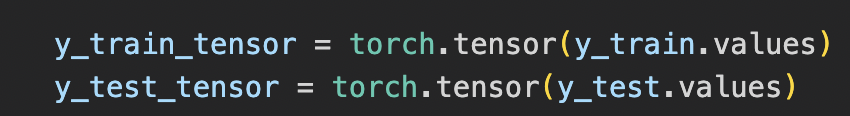 y_train_tensor = torch.tensor(y_train.values)
y_test_tensor = torch.tensor(y_test.values)